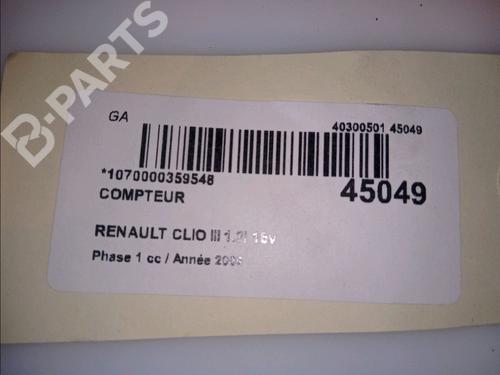 B-PARTS
GA
40300501 45049
*1070000359548
45049
COMPTEUR
RENAULT CLIO III 1.2i 16v
Phase 1 cc / Année